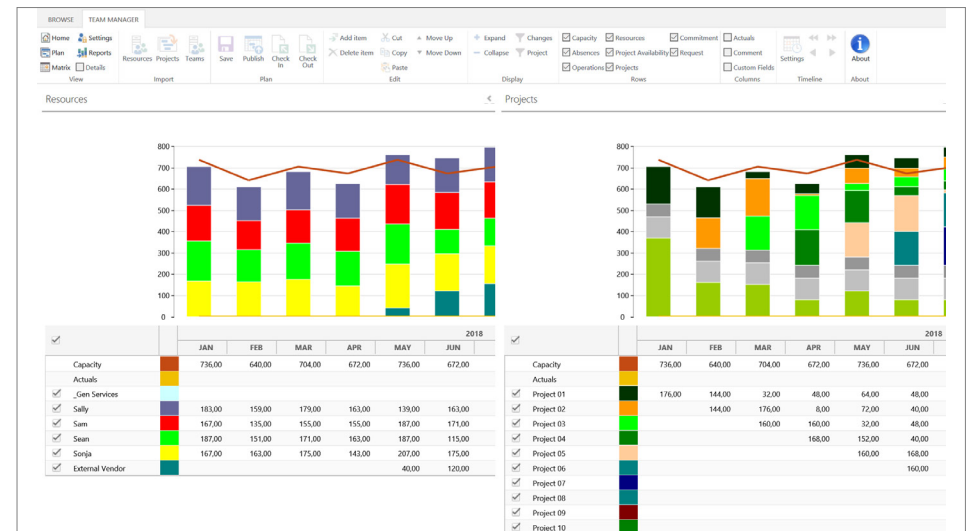 BROWSE TEAM MANAGER
Home Settings Add item Cut Move Up Expand Changes Capacity Resources Commitment Actuals
Plan Reports Delete item Copy Move Down Collapse Project Absences Project Availability Request Comment
Matrix Details Resources Projects Teams Save Publish Check In Check Out Paste Operations Projects Custom Fields Settings About
View Import Plan Edit Display Rows Columns Timeline About
Resources
800
700
600
500
400
300
200
100
0
2018
JAN FEB MAR APR MAY JUN
Capacity 736,00 640,00 704,00 672,00 736,00 672,00
Actuals
_Gen Services
Sally 183,00 159,00 179,00 163,00 139,00 163,00
Sam 167,00 135,00 155,00 155,00 187,00 171,00
Sean 187,00 151,00 171,00 163,00 187,00 115,00
Sonja 167,00 163,00 175,00 143,00 207,00 175,00
External Vendor 40,00 120,00
Projects
800
700
600
500
400
300
200
100
0
2018
JAN FEB MAR APR MAY JUN
Capacity 736,00 640,00 704,00 672,00 736,00 672,00
Actuals
Project 01 176,00 144,00 32,00 48,00 64,00 48,00
Project 02 144,00 176,00 8,00 72,00 40,00
Project 03 160,00 160,00 32,00 48,00
Project 04 168,00 152,00 40,00
Project 05 160,00 168,00
Project 06 160,00
Project 07
Project 08
Project 09
Project 10